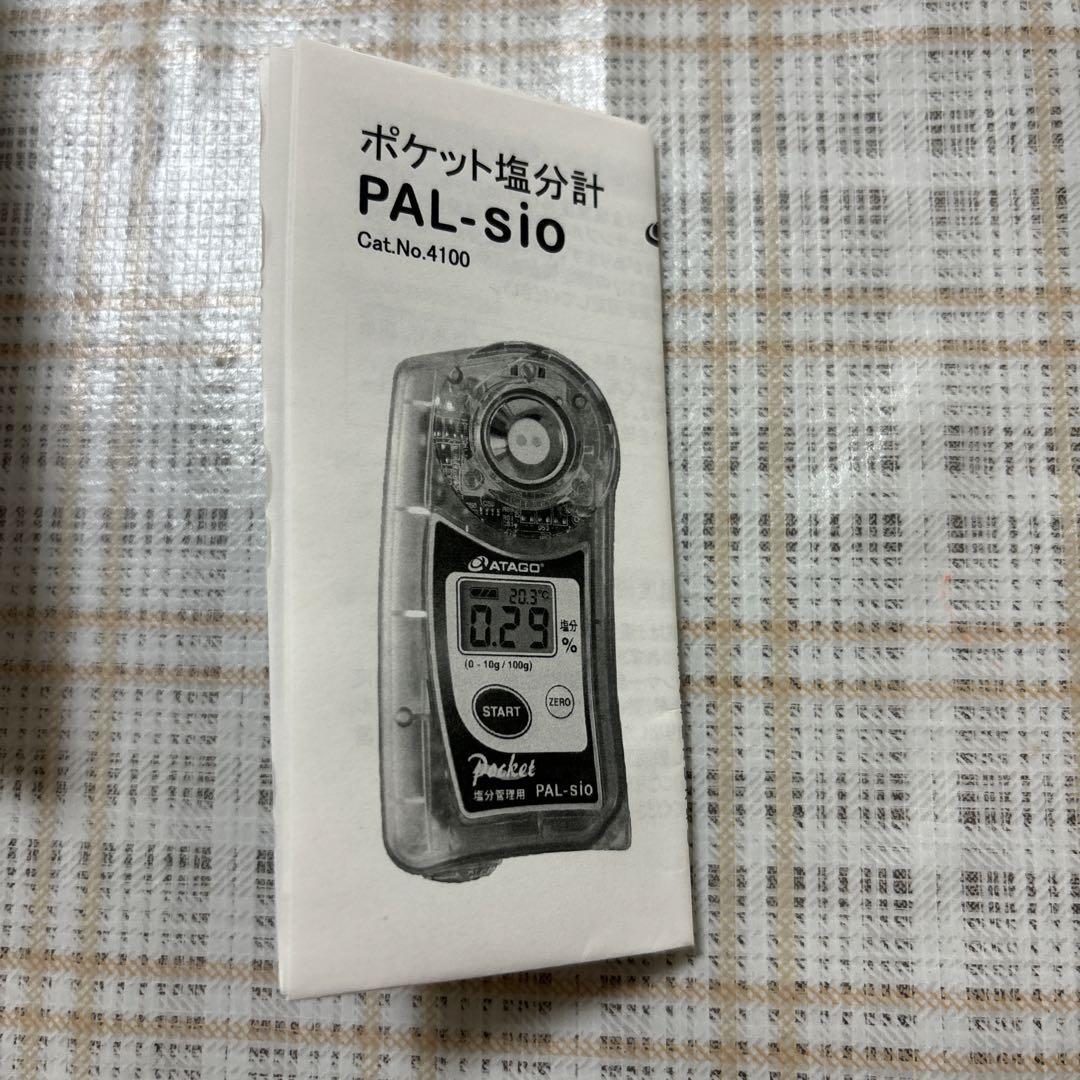 ポケット塩分計
PAL-sio
Cat.No.4100
ATAGO®
20.3℃
0.29
塩分
%
(0 - 10g / 100g)
START
ZERO
Pocket
塩分管理用 PAL-sio